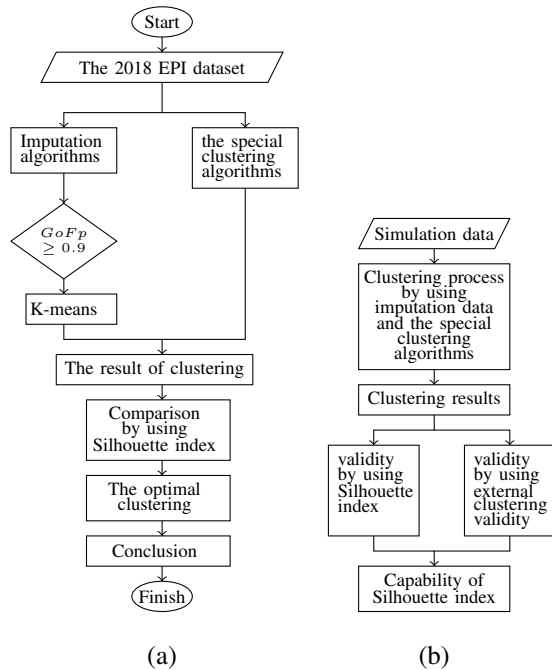 Start
The 2018 EPI dataset
Imputation
algorithms
the special
clustering
algorithms
GoFp
≥ 0.9
K-means
The result of clustering
Comparison
by using
Silhouette index
The optimal
clustering
Conclusion
Finish
(a)
Simulation data
Clustering process
by using
imputation data
and the special
clustering
algorithms
Clustering results
validity
by using
Silhouette
index
validity
by using
external
clustering
validity
Capability of
Silhouette index
(b)